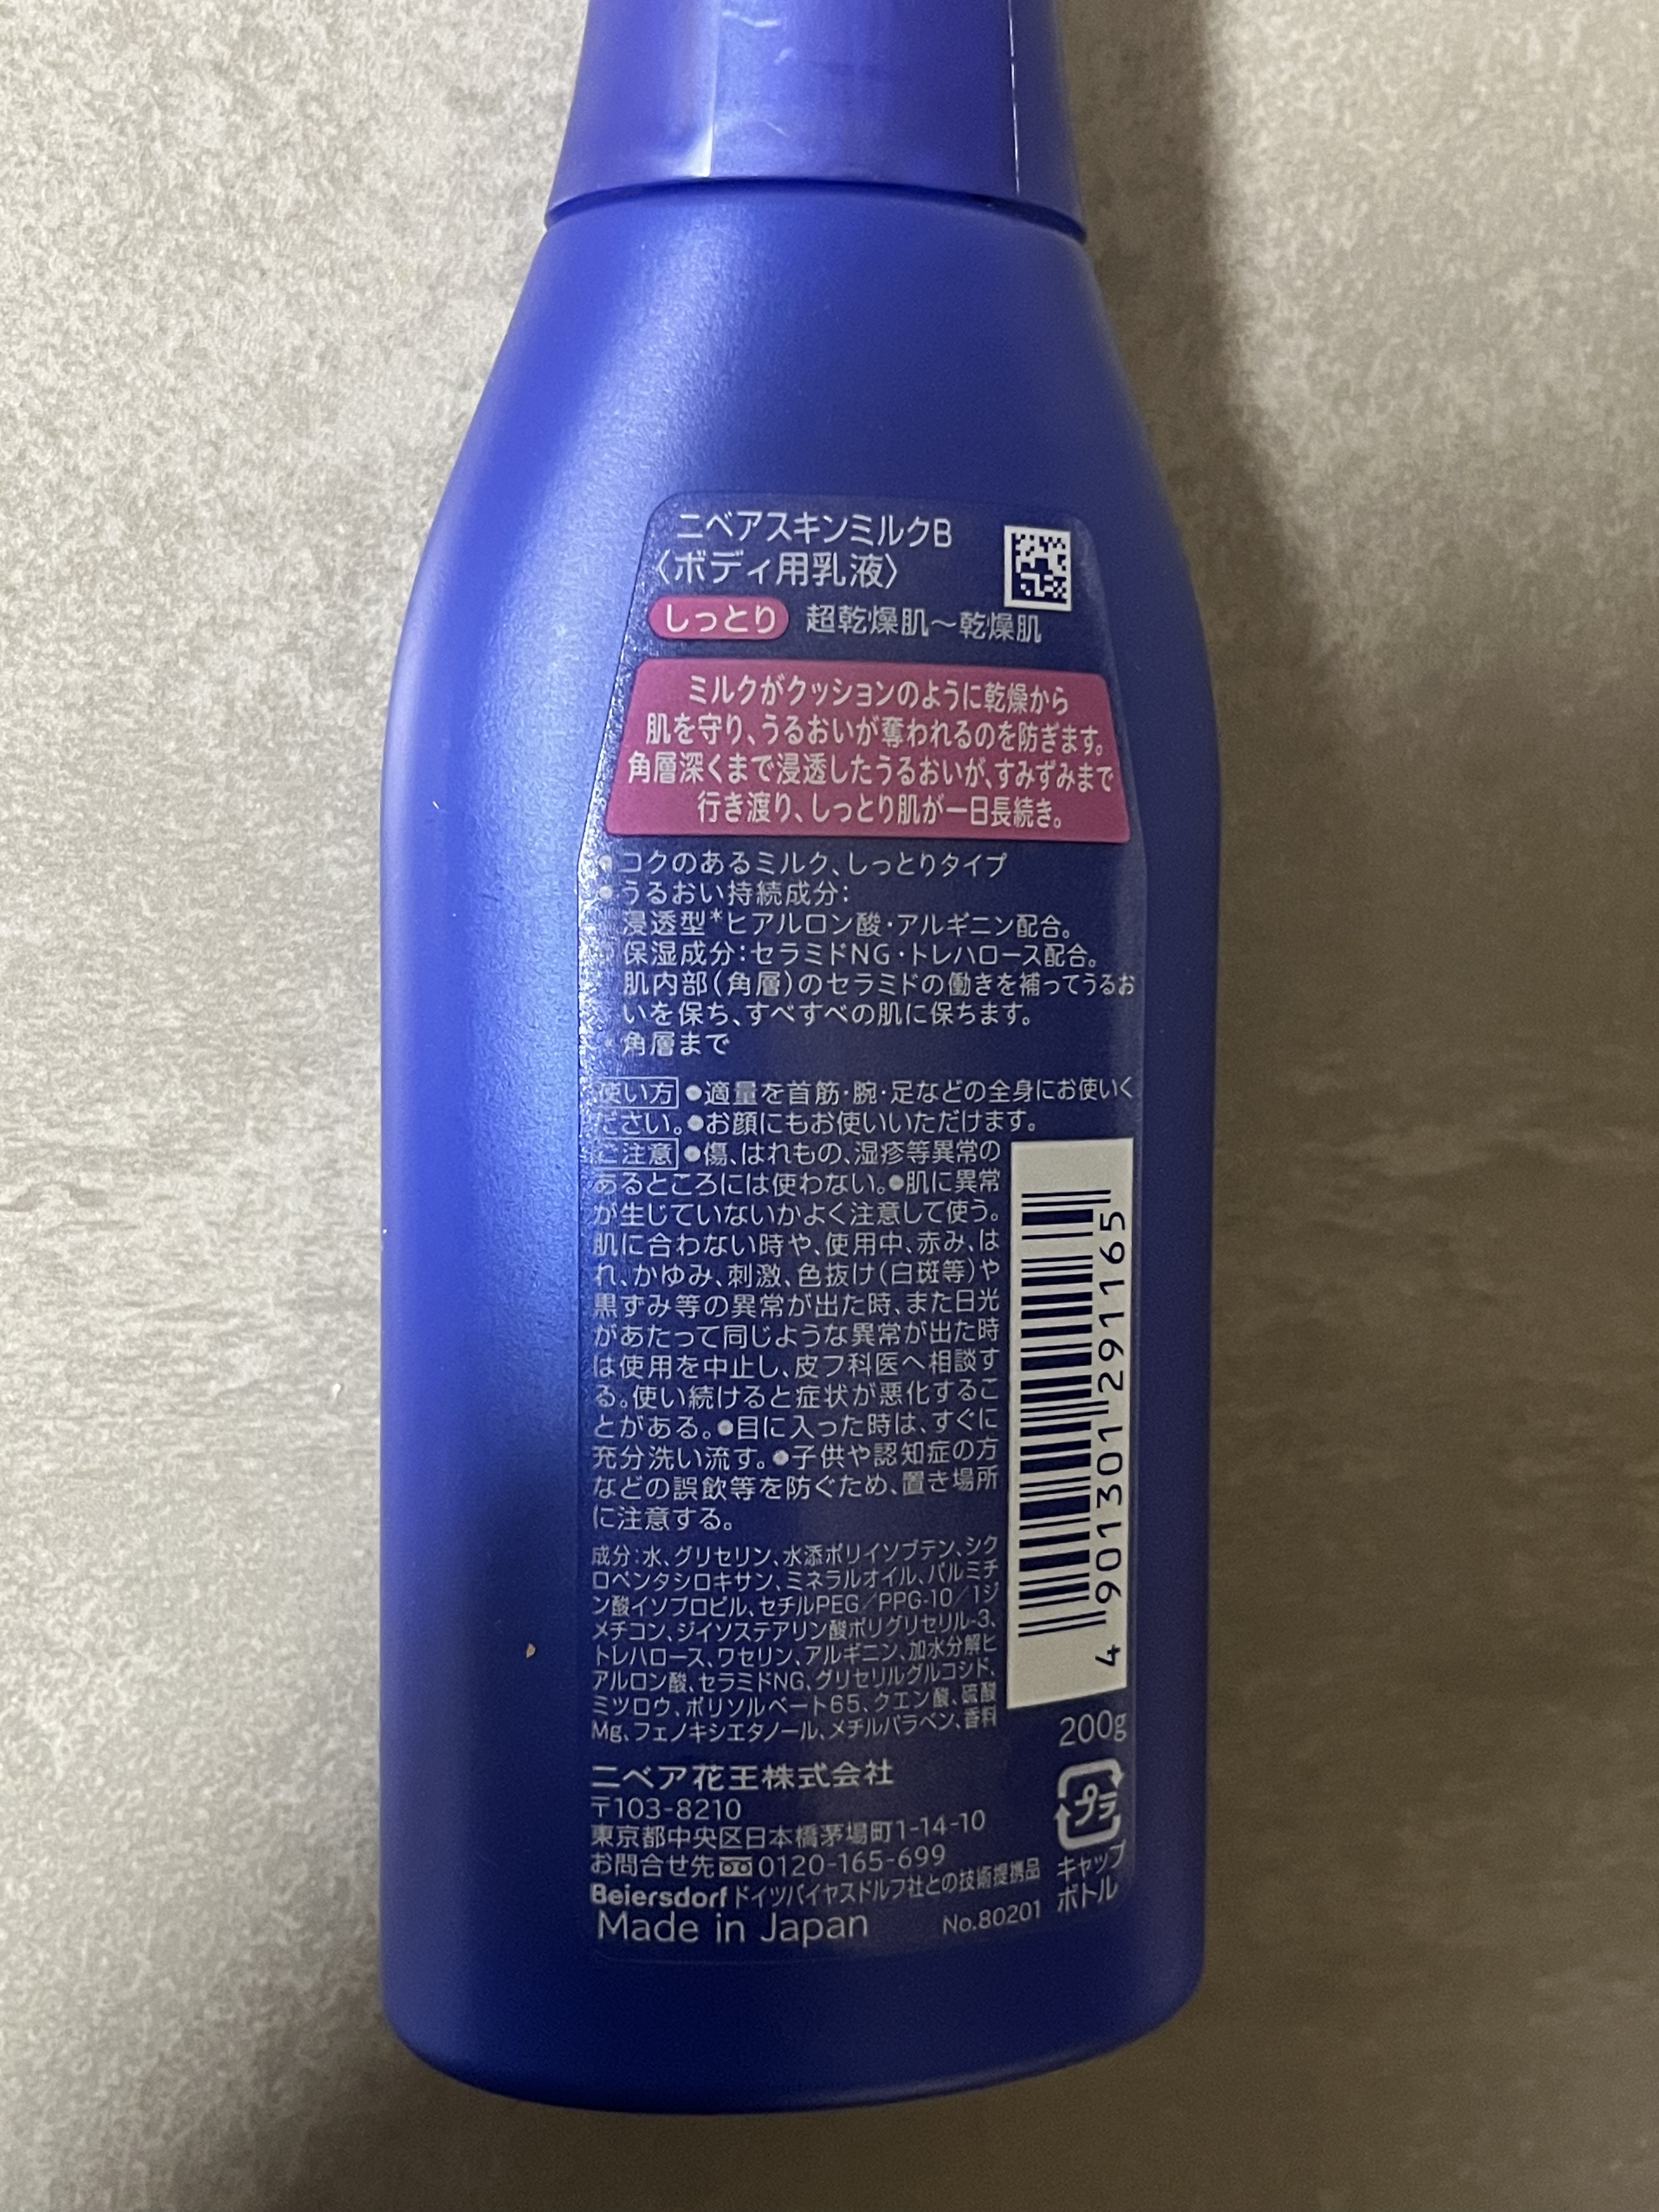 ニベアスキンミルクB
〈ボディ用乳液〉
しっとり 超乾燥肌～乾燥肌
ミルクがクッションのように乾燥から
肌を守り、うるおいが奪われるのを防ぎます。
角層深くまで浸透したうるおいが、すみずみまで
行き渡り、しっとり肌が一日長続き。
●コクのあるミルク、しっとりタイプ
●うるおい持続成分：
浸透型*ヒアルロン酸・アルギニン配合。
●保湿成分：セラミドNG・トレハロース配合。
肌内部（角層）のセラミドの働きを補ってうるお
いを保ち、すべすべの肌に保ちます。
*角層まで
使い方 ●適量を首筋・腕・足などの全身にお使いく
ださい。●お顔にもお使いいただけます。
ご注意 ●傷、はれもの、湿疹等異常の
あるところには使わない。●肌に異常
が生じていないかよく注意して使う。
肌に合わない時や、使用中、赤み、は
れ、かゆみ、刺激、色抜け（白斑等）や
黒ずみ等の異常が出た時、また日光
があたって同じような異常が出た時
は使用を中止し、皮フ科医へ相談す
る。使い続けると症状が悪化するこ
とがある。●目に入った時は、すぐに
充分洗い流す。●子供や認知症の方
などの誤飲等を防ぐため、置き場所
に注意する。
成分：水、グリセリン、水添ポリイソブテン、シク
ロペンタシロキサン、ミネラルオイル、パルミチ
ン酸イソプロピル、セチルPEG／PPG-10／1ジ
メチコン、ジイソステアリン酸ポリグリセリル-3、
トレハロース、ワセリン、アルギニン、加水分解ヒ
アルロン酸、セラミドNG、グリセリルグルコシド、
ミツロウ、ポリソルベート65、クエン酸、硫酸
Mg、フェノキシエタノール、メチルパラベン、香料
4 901301 291165
200g
プラ
キャップ
ボトル
ニベア花王株式会社
〒103-8210
東京都中央区日本橋茅場町1-14-10
お問合せ先 0120-165-699
Beiersdorf ドイツバイヤスドルフ社との技術提携品
Made in Japan No.80201